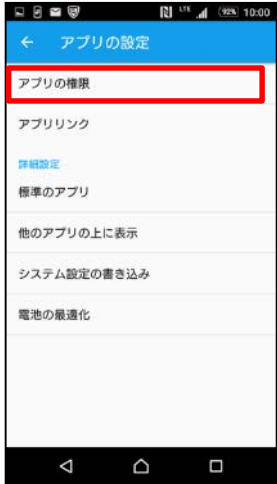 LTE 92% 10:00
アプリの設定
アプリの権限
アプリリンク
詳細設定
標準のアプリ
他のアプリの上に表示
システム設定の書き込み
電池の最適化